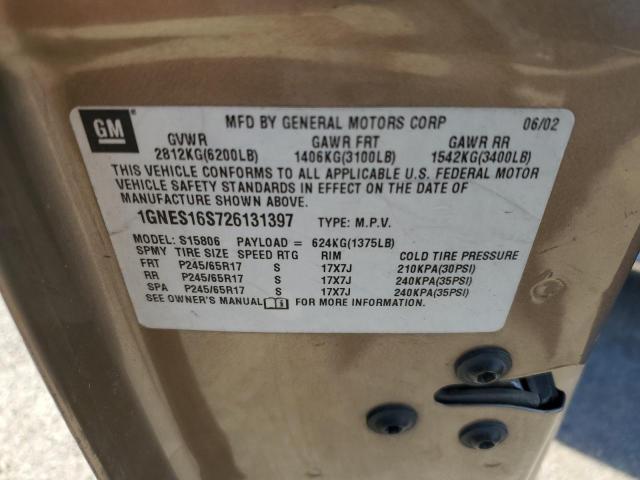 GM
MFD BY GENERAL MOTORS CORP 06/02
GVWR GAWR FRT GAWR RR
2812KG(6200LB) 1406KG(3100LB) 1542KG(3400LB)
THIS VEHICLE CONFORMS TO ALL APPLICABLE U.S. FEDERAL MOTOR
VEHICLE SAFETY STANDARDS IN EFFECT ON THE DATE OF
MANUFACTURE SHOWN ABOVE.
1GNES16S726131397 TYPE: M.P.V.
MODEL: S15806 PAYLOAD = 624KG(1375LB)
SPMY TIRE SIZE SPEED RTG RIM COLD TIRE PRESSURE
FRT P245/65R17 S 17X7J 210KPA(30PSI)
RR P245/65R17 S 17X7J 240KPA(35PSI)
SPA P245/65R17 S 17X7J 240KPA(35PSI)
SEE OWNER'S MANUAL FOR MORE INFORMATION.